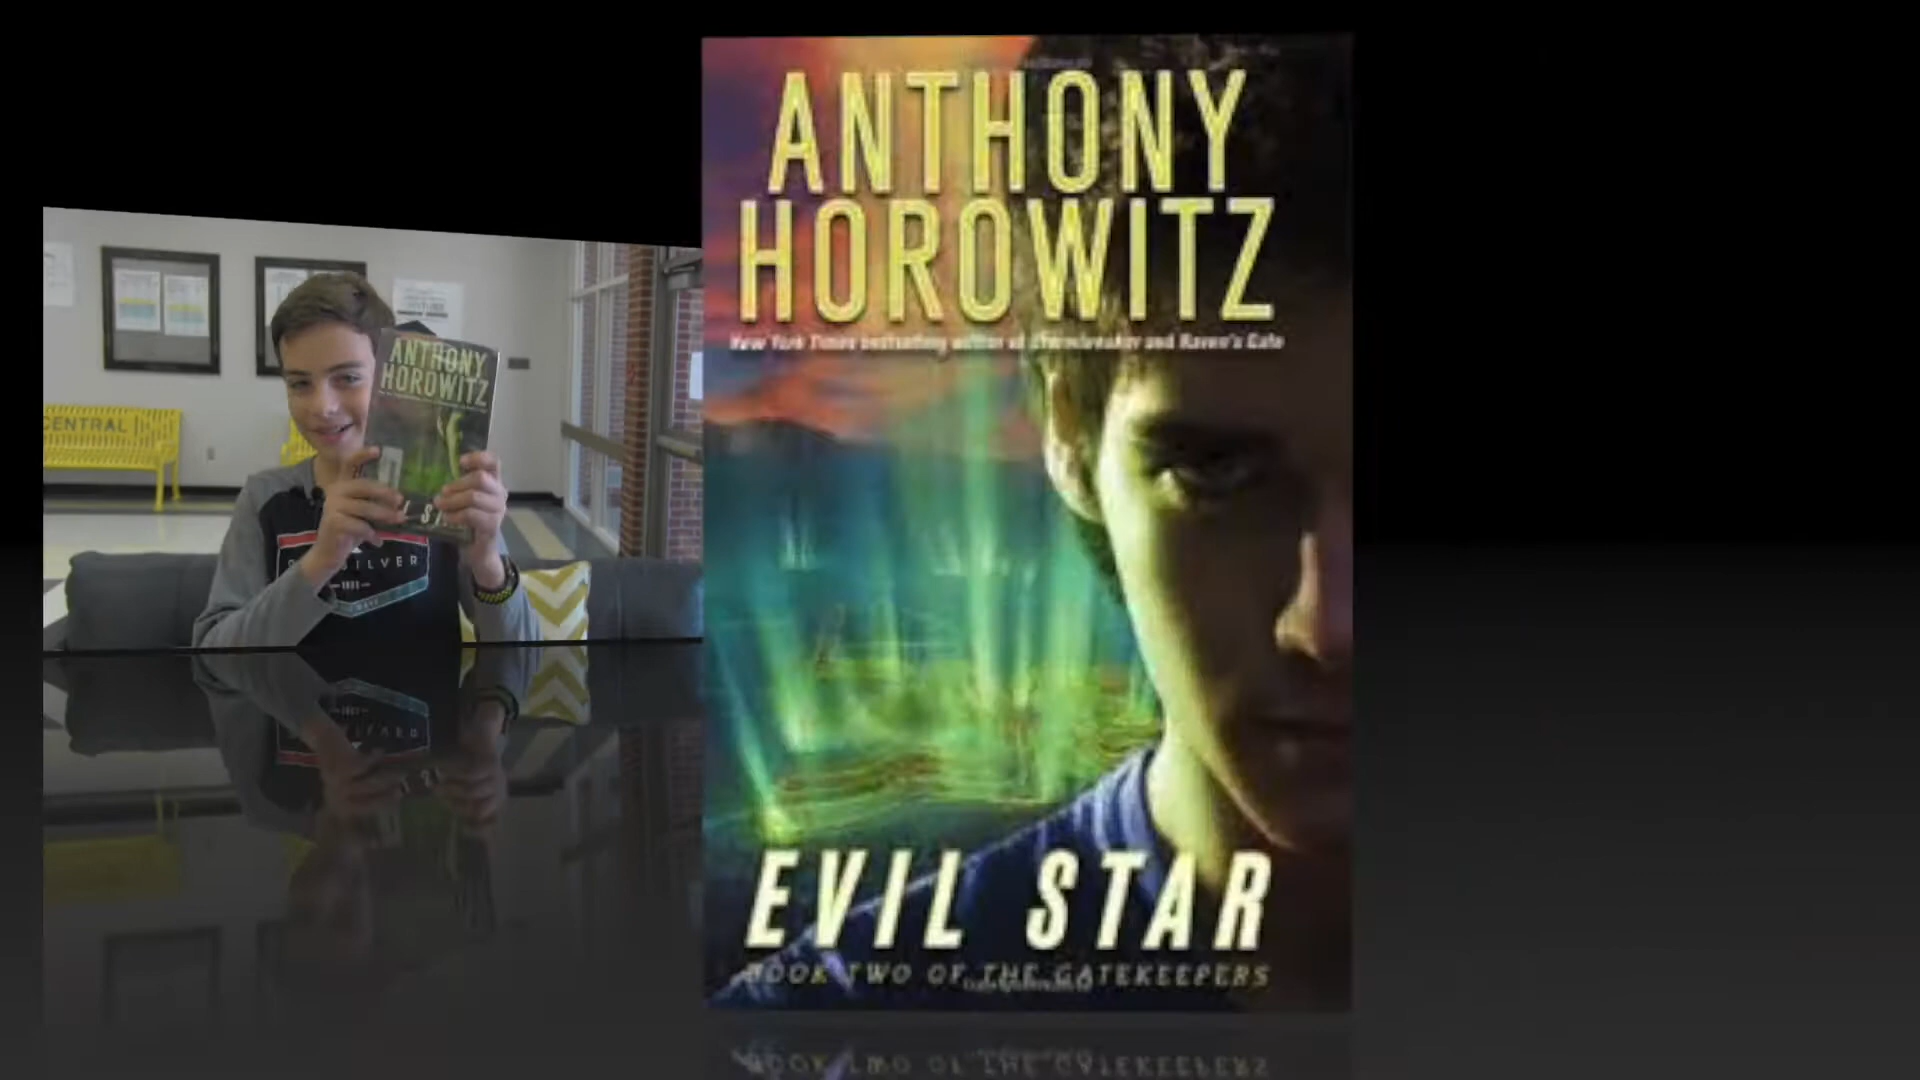 CENTRAL
ANTHONY
HOROWITZ
ANTHONY
HOROWITZ
New York Times bestselling author of Stormbreaker and Raven's Gate
EVIL STAR
BOOK TWO OF THE GATEKEEPERS